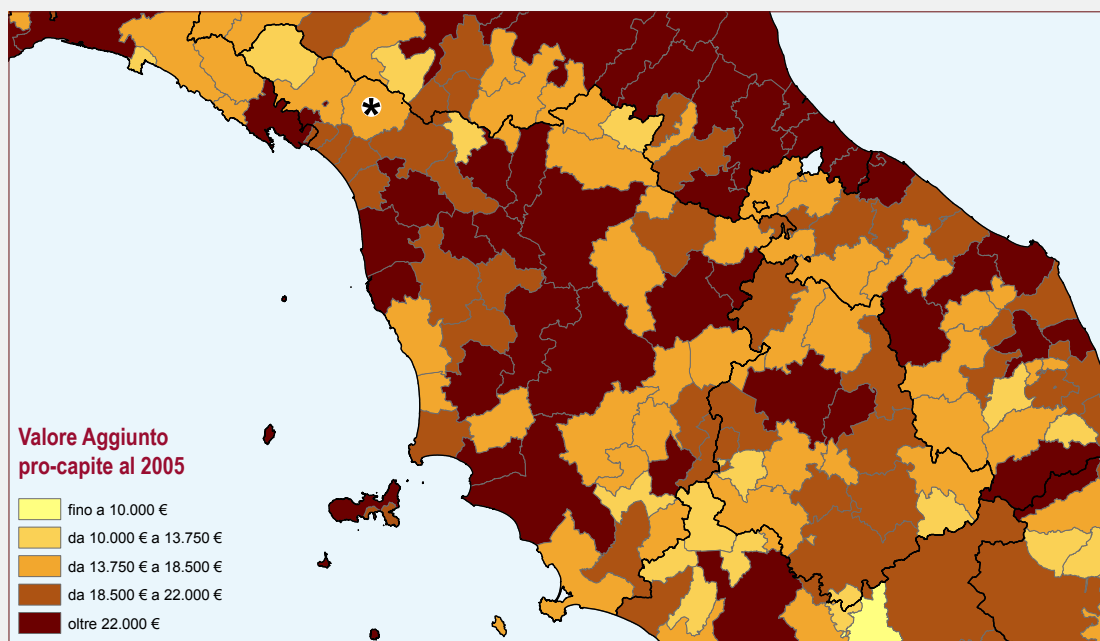 *
Valore Aggiunto
pro-capite al 2005
fino a 10.000 €
da 10.000 € a 13.750 €
da 13.750 € a 18.500 €
da 18.500 € a 22.000 €
oltre 22.000 €